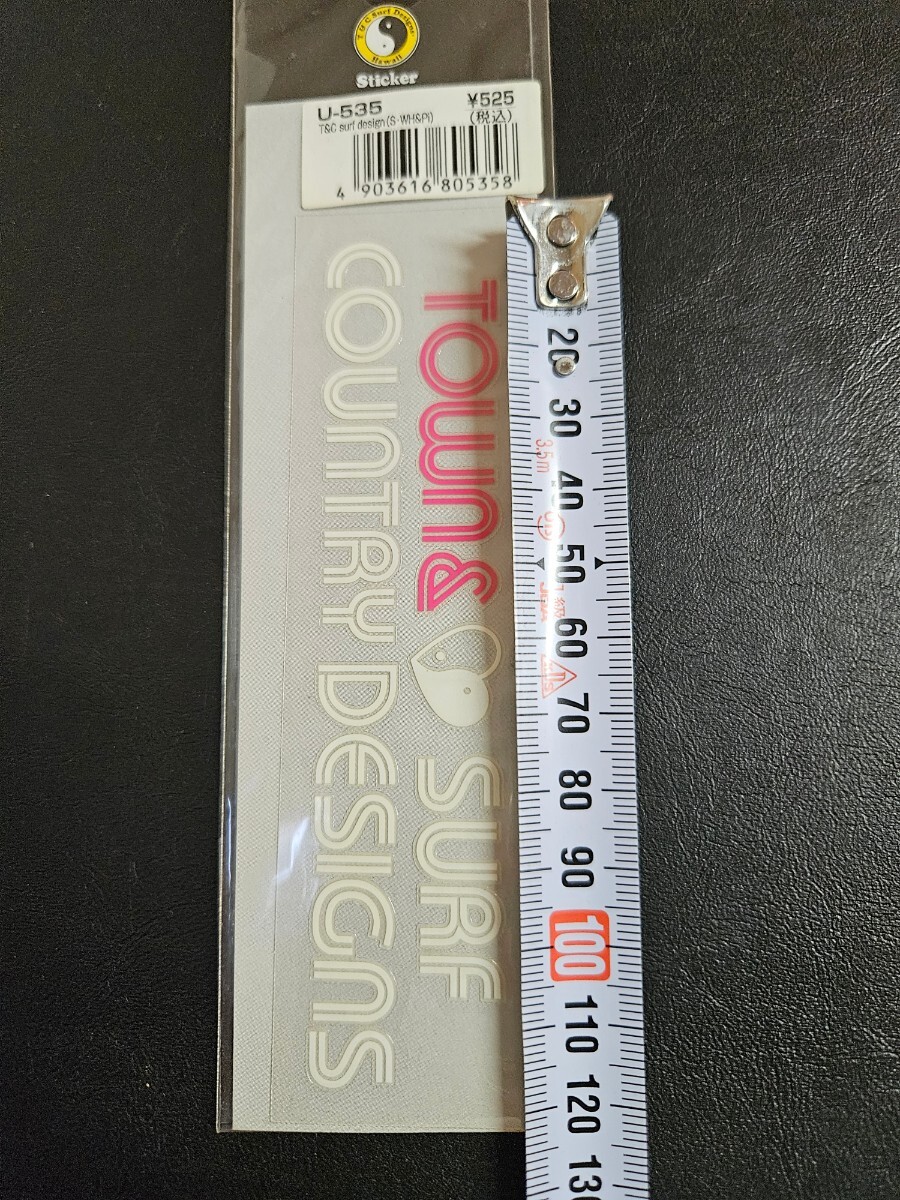 T & C Surf Designs
Hawaii
Sticker
U-535 ¥525
T&C surf design(S-WH&PI) (税込)
4 903616 805358
TOWN& SURF
COUNTRY DESIGNS
20 30 40 50 60 70 80 90 100 110 120 130
3.5m